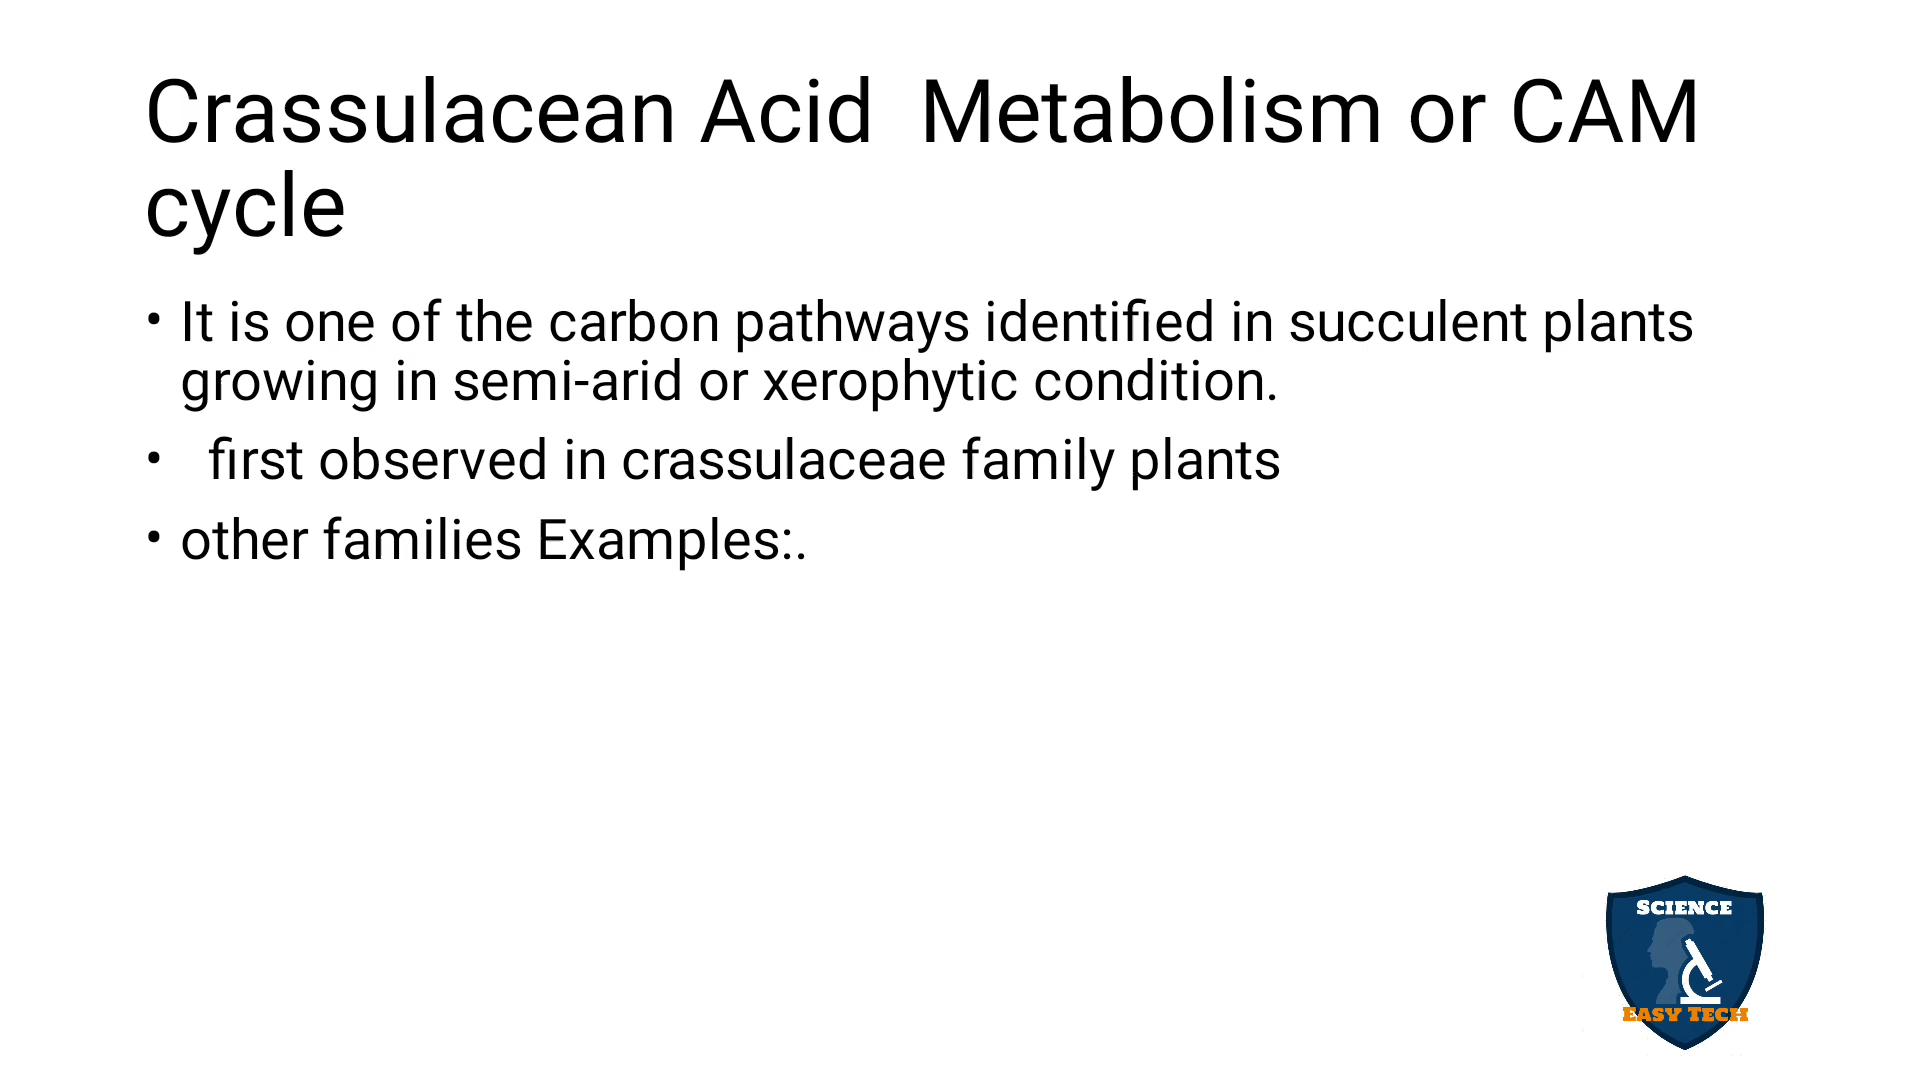 Crassulacean Acid  Metabolism or CAM
cycle
• It is one of the carbon pathways identified in succulent plants
growing in semi-arid or xerophytic condition.
•   first observed in crassulaceae family plants
• other families Examples:.
SCIENCE
EASY TECH